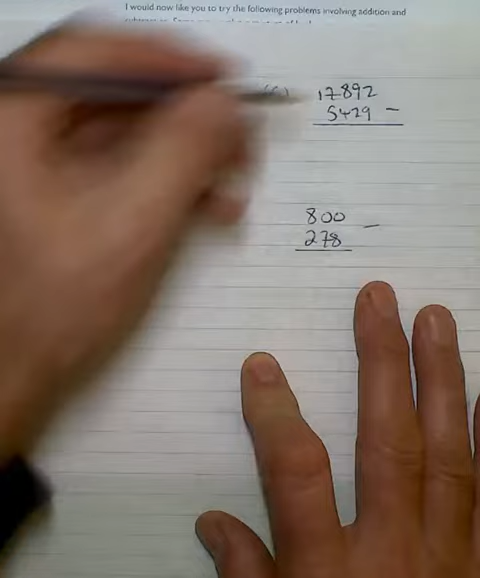 I would now like you to try the following problems involving addition and
17892
5429 −
800
278 −